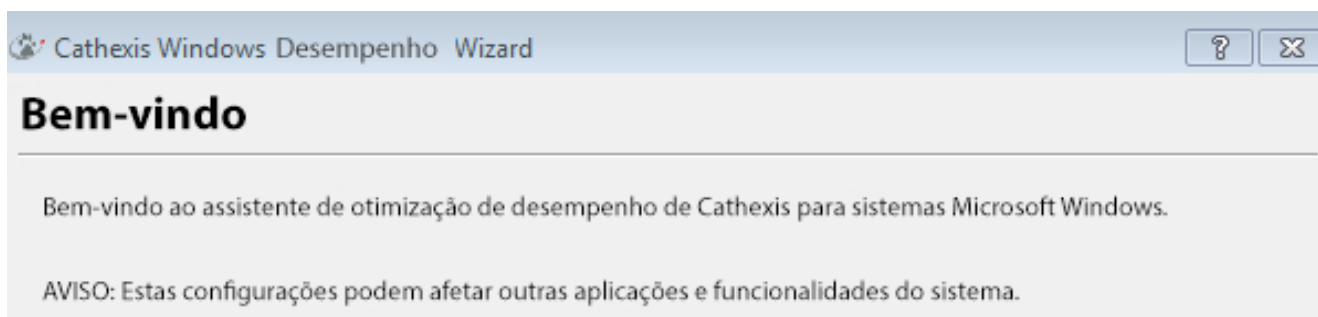 Cathexis Windows Desempenho Wizard
Bem-vindo
Bem-vindo ao assistente de otimização de desempenho de Cathexis para sistemas Microsoft Windows.
AVISO: Estas configurações podem afetar outras aplicações e funcionalidades do sistema.